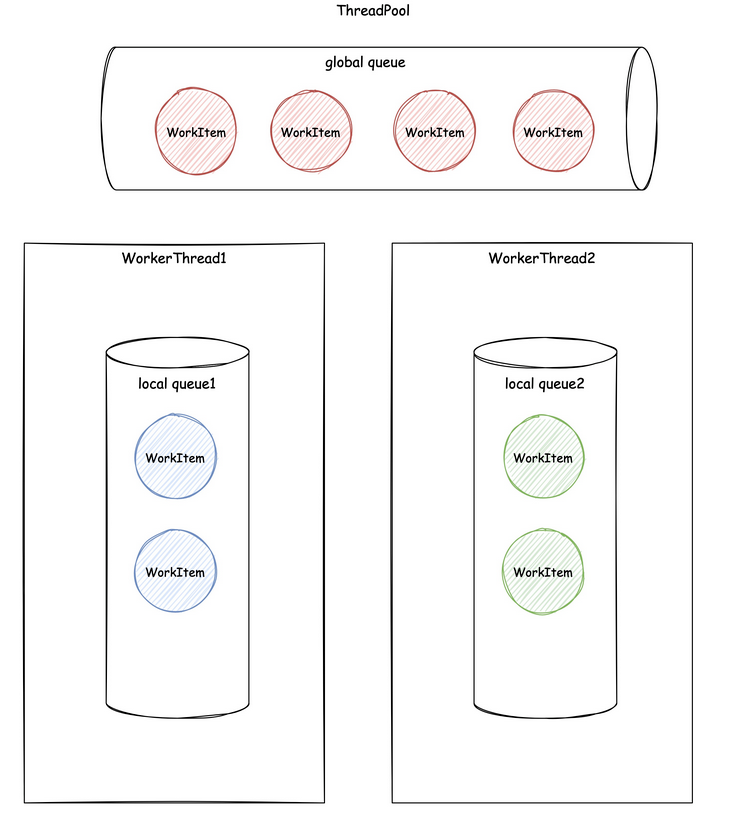 ThreadPool
global queue
WorkItem
WorkItem
WorkItem
WorkItem
WorkerThread1
local queue1
WorkItem
WorkItem
WorkerThread2
local queue2
WorkItem
WorkItem